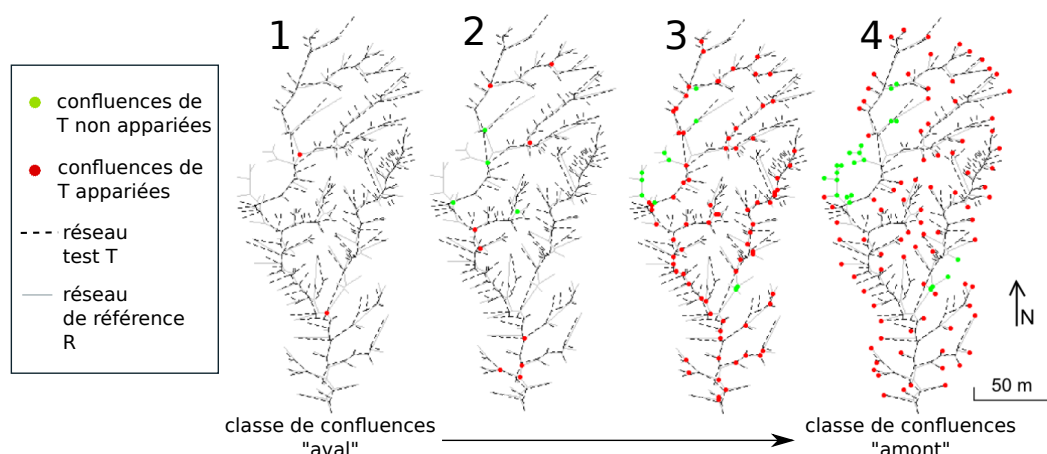 1
2
3
4
confluences de
T non appariées
confluences de
T appariées
réseau
test T
réseau
de référence
R
N
50 m
classe de confluences
"aval"
classe de confluences
"amont"